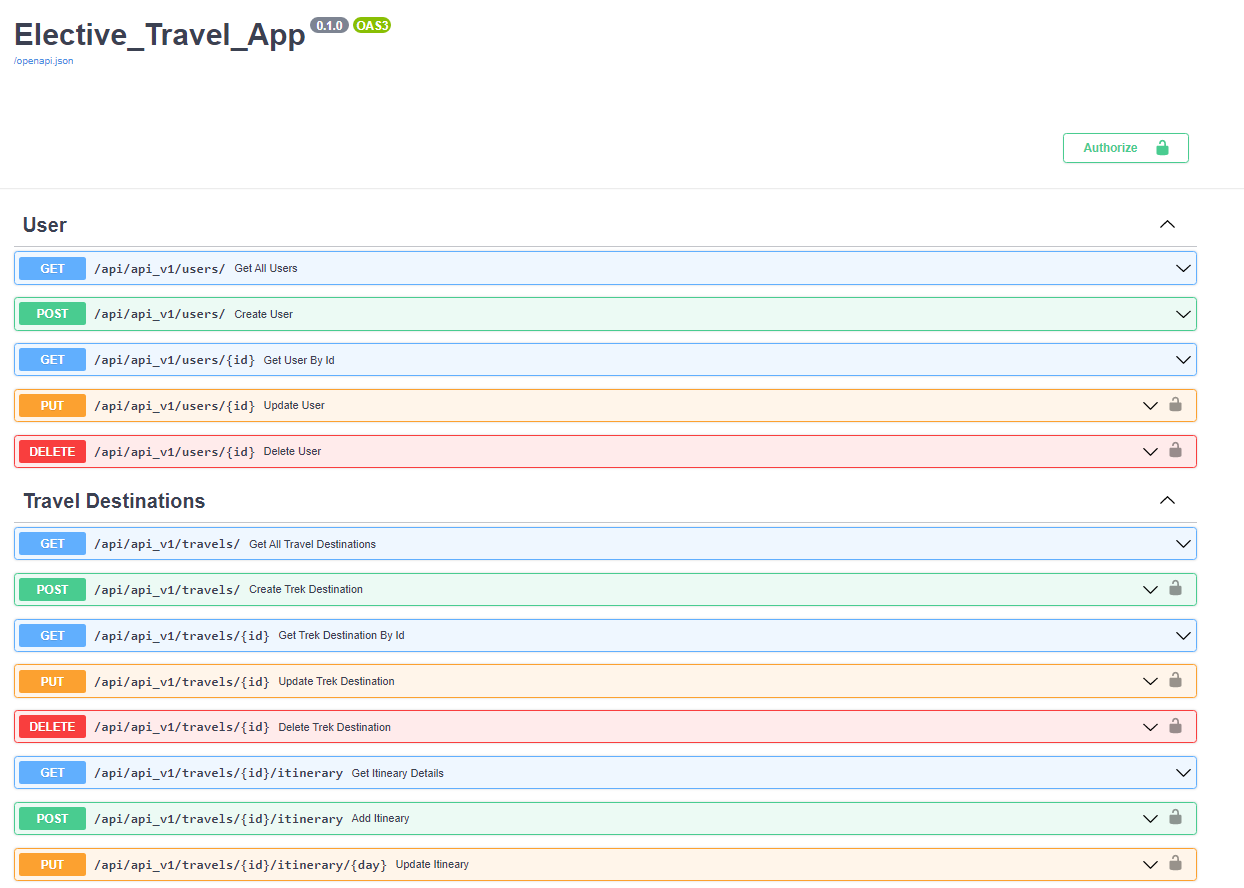 Elective_Travel_App 0.1.0 OAS3
/openapi.json
Authorize
User
GET /api/api_v1/users/ Get All Users
POST /api/api_v1/users/ Create User
GET /api/api_v1/users/{id} Get User By Id
PUT /api/api_v1/users/{id} Update User
DELETE /api/api_v1/users/{id} Delete User
Travel Destinations
GET /api/api_v1/travels/ Get All Travel Destinations
POST /api/api_v1/travels/ Create Trek Destination
GET /api/api_v1/travels/{id} Get Trek Destination By Id
PUT /api/api_v1/travels/{id} Update Trek Destination
DELETE /api/api_v1/travels/{id} Delete Trek Destination
GET /api/api_v1/travels/{id}/itinerary Get Itineary Details
POST /api/api_v1/travels/{id}/itinerary Add Itineary
PUT /api/api_v1/travels/{id}/itinerary/{day} Update Itineary